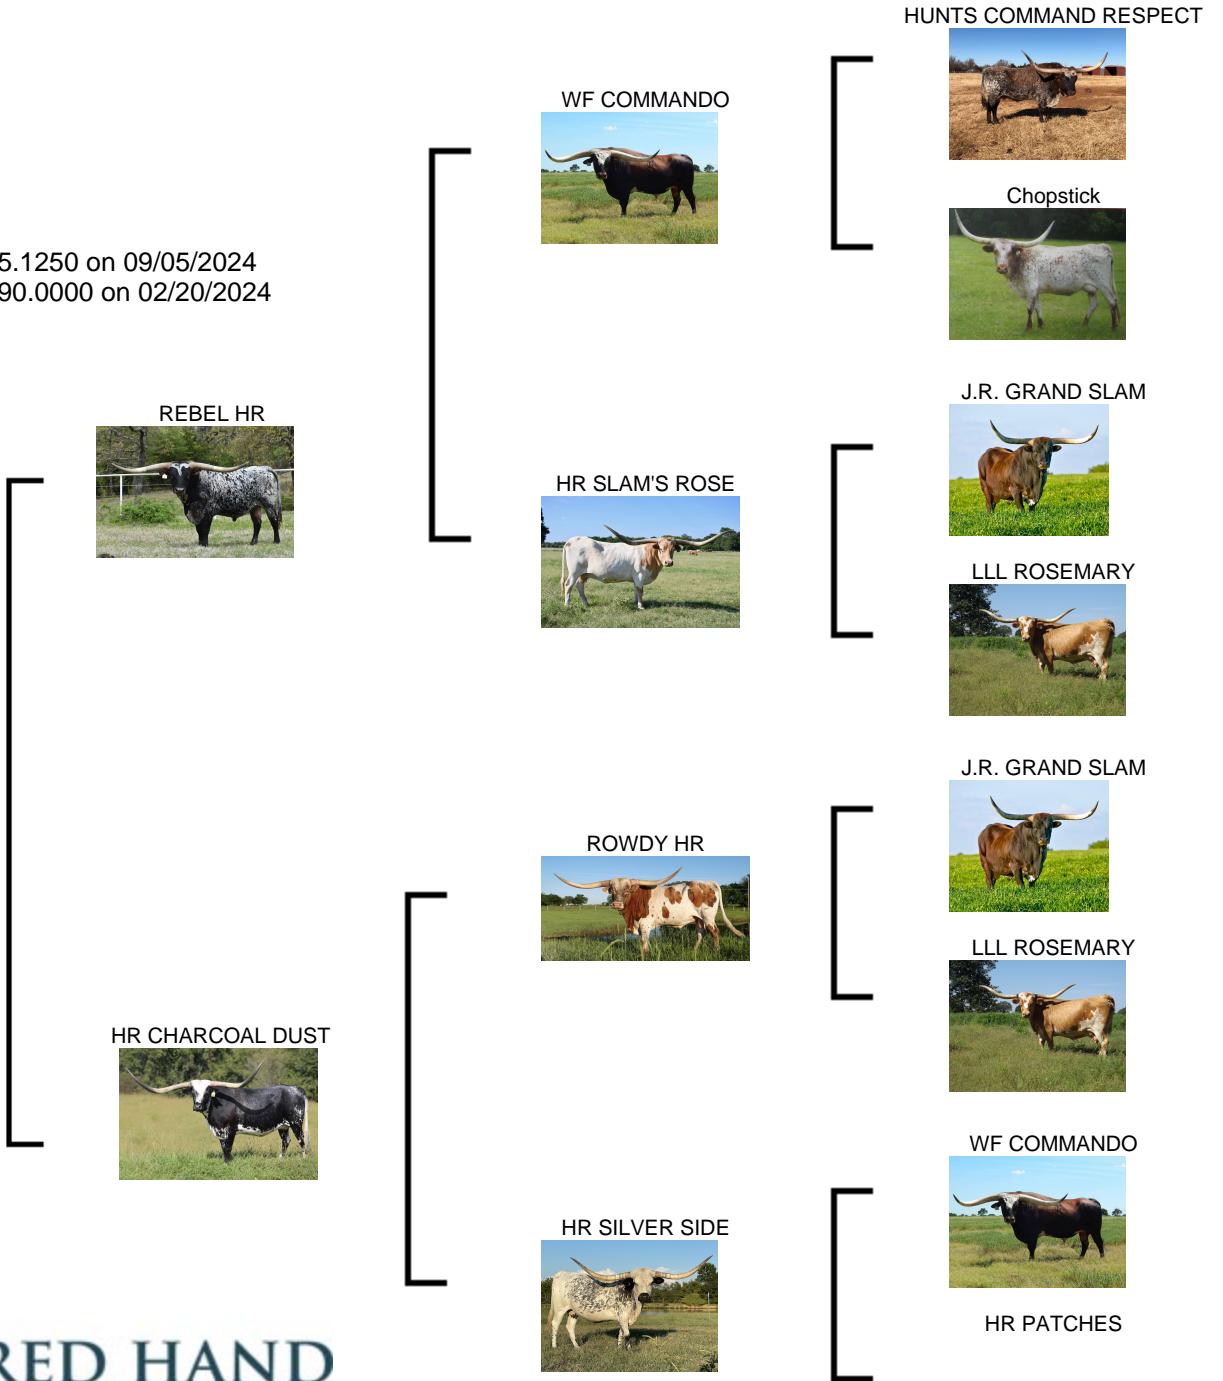 HUNTS COMMAND RESPECT
WF COMMANDO
Chopstick
5.1250 on 09/05/2024
90.0000 on 02/20/2024
J.R. GRAND SLAM
REBEL HR
HR SLAM'S ROSE
LLL ROSEMARY
J.R. GRAND SLAM
ROWDY HR
LLL ROSEMARY
HR CHARCOAL DUST
WF COMMANDO
HR SILVER SIDE
HR PATCHES
RED HAND